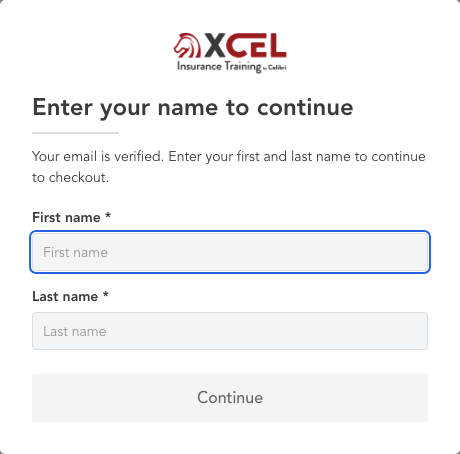 XCEL
Insurance Training by Colibri
Enter your name to continue
Your email is verified. Enter your first and last name to continue
to checkout.
First name *
First name
Last name *
Last name
Continue